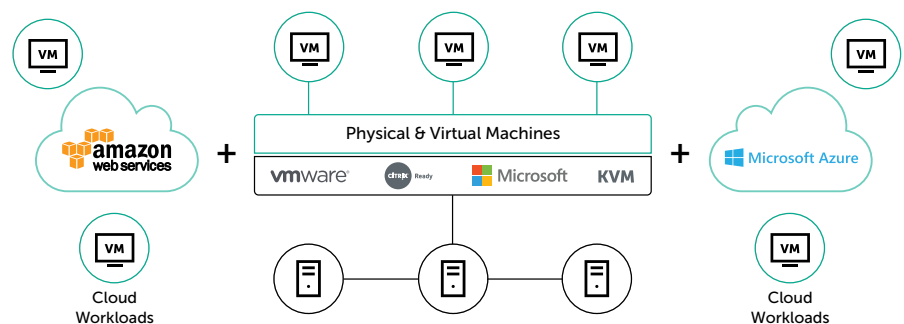 VM
VM
VM
VM
VM
amazon
web services
+
Physical & Virtual Machines
+
Microsoft Azure
vmware®
CITRIX Ready
Microsoft
KVM
VM
Cloud
Workloads
VM
Cloud
Workloads